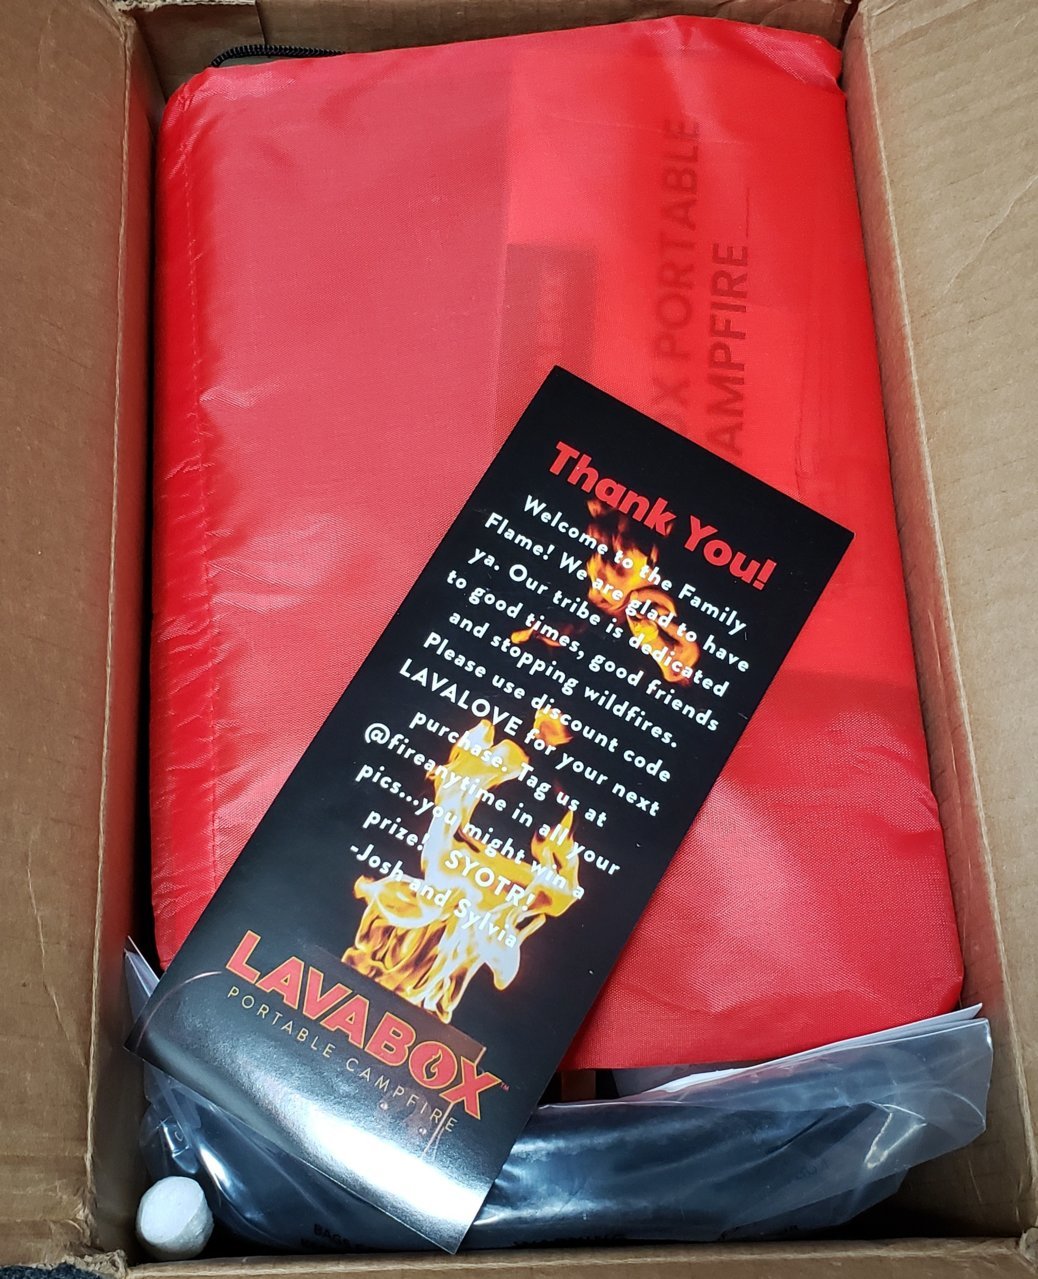 PORTABLE
AMPFIRE
Thank You!
Welcome to the Family
Flame! We are glad to have
ya. Our tribe is dedicated
to good times, good friends
and stopping wildfires.
Please use discount code
LAVALOVE for your next
purchase. Tag us at
@fireanytime in all your
pics...you might win a
prize! SYOTR!
-Josh and Sylvia
LAVABOX™
PORTABLE CAMPFIRE